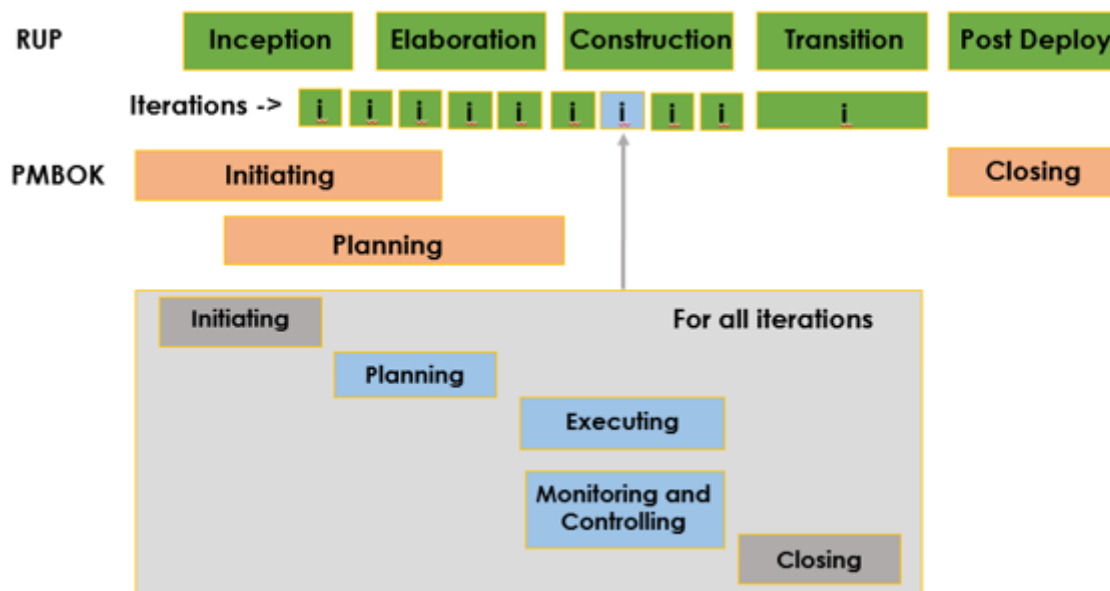 RUP Inception Elaboration Construction Transition Post Deploy
Iterations -> i i i i i i i i i i
PMBOK Initiating Closing
Planning
Initiating For all iterations
Planning
Executing
Monitoring and
Controlling
Closing